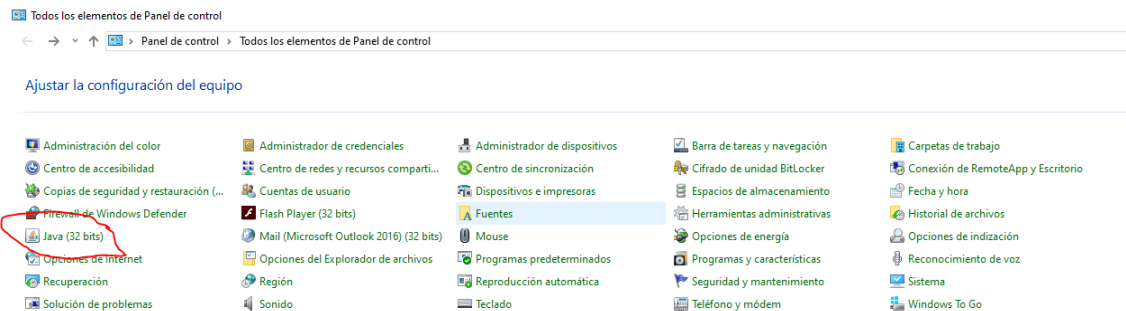 Todos los elementos de Panel de control
Panel de control > Todos los elementos de Panel de control
Ajustar la configuración del equipo
Administración del color
Administrador de credenciales
Administrador de dispositivos
Barra de tareas y navegación
Carpetas de trabajo
Centro de accesibilidad
Centro de redes y recursos comparti...
Centro de sincronización
Cifrado de unidad BitLocker
Conexión de RemoteApp y Escritorio
Copias de seguridad y restauración (...
Cuentas de usuario
Dispositivos e impresoras
Espacios de almacenamiento
Fecha y hora
Firewall de Windows Defender
Flash Player (32 bits)
Fuentes
Herramientas administrativas
Historial de archivos
Java (32 bits)
Mail (Microsoft Outlook 2016) (32 bits)
Mouse
Opciones de energía
Opciones de indización
Opciones de Internet
Opciones del Explorador de archivos
Programas predeterminados
Programas y características
Reconocimiento de voz
Recuperación
Región
Reproducción automática
Seguridad y mantenimiento
Sistema
Solución de problemas
Sonido
Teclado
Teléfono y módem
Windows To Go